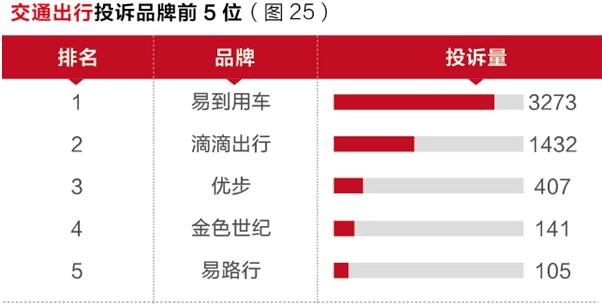 交通出行投诉品牌前 5 位（图 25）
排名 品牌 投诉量
1 易到用车 3273
2 滴滴出行 1432
3 优步 407
4 金色世纪 141
5 易路行 105